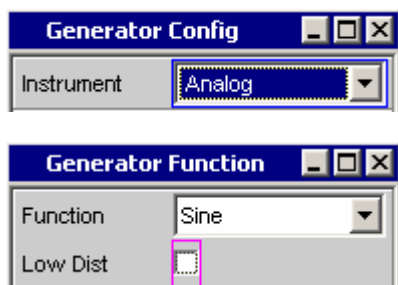 Generator Config
Instrument Analog
Generator Function
Function Sine
Low Dist